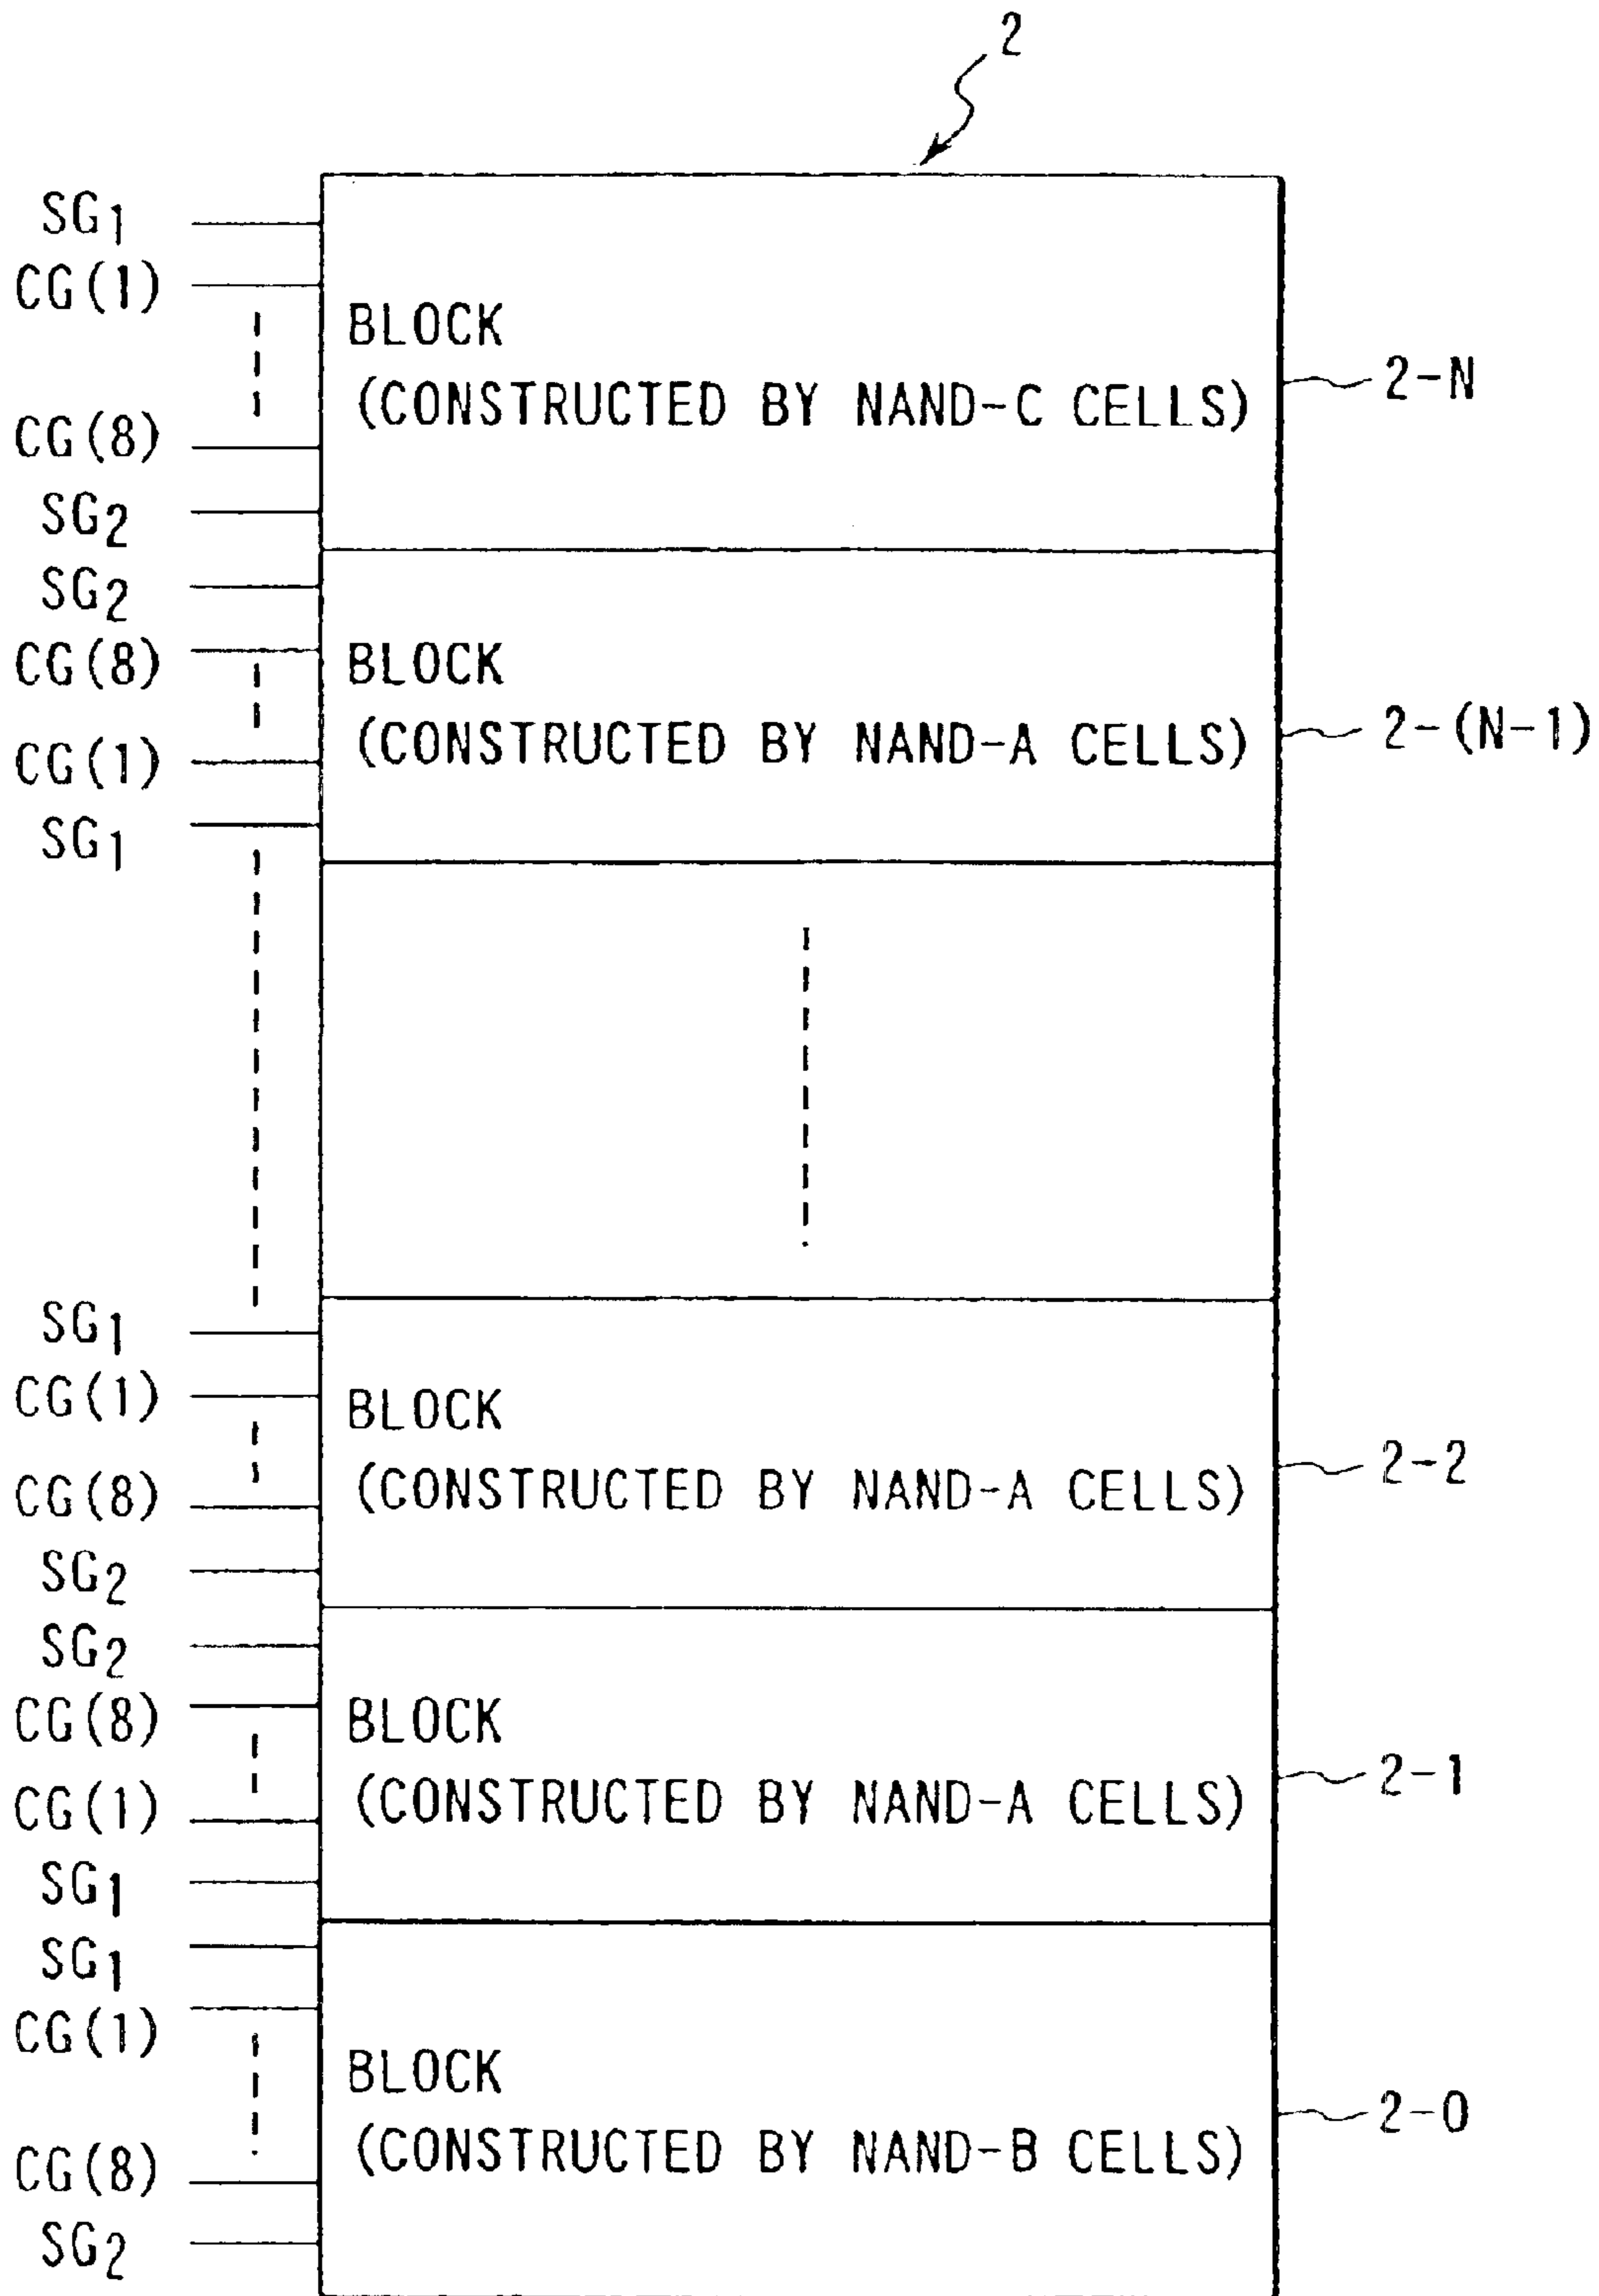 2
SG1
CG(1)
BLOCK
(CONSTRUCTED BY NAND-C CELLS)
2-N
CG(8)
SG2
SG2
CG(8)
BLOCK
(CONSTRUCTED BY NAND-A CELLS)
2-(N-1)
CG(1)
SG1
SG1
CG(1)
BLOCK
(CONSTRUCTED BY NAND-A CELLS)
2-2
CG(8)
SG2
SG2
CG(8)
BLOCK
(CONSTRUCTED BY NAND-A CELLS)
2-1
CG(1)
SG1
SG1
CG(1)
BLOCK
(CONSTRUCTED BY NAND-B CELLS)
2-0
CG(8)
SG2